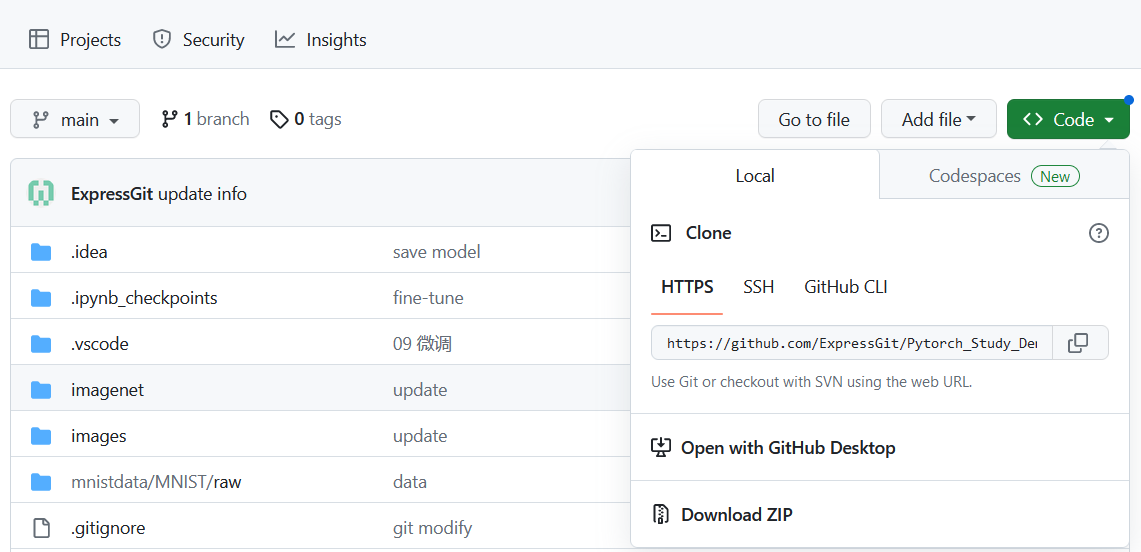 Projects Security Insights
main 1 branch 0 tags Go to file Add file Code
ExpressGit update info
.idea save model
.ipynb_checkpoints fine-tune
.vscode 09 微调
imagenet update
images update
mnistdata/MNIST/raw data
.gitignore git modify
Local Codespaces New
Clone
HTTPS SSH GitHub CLI
https://github.com/ExpressGit/Pytorch_Study_De
Use Git or checkout with SVN using the web URL.
Open with GitHub Desktop
Download ZIP